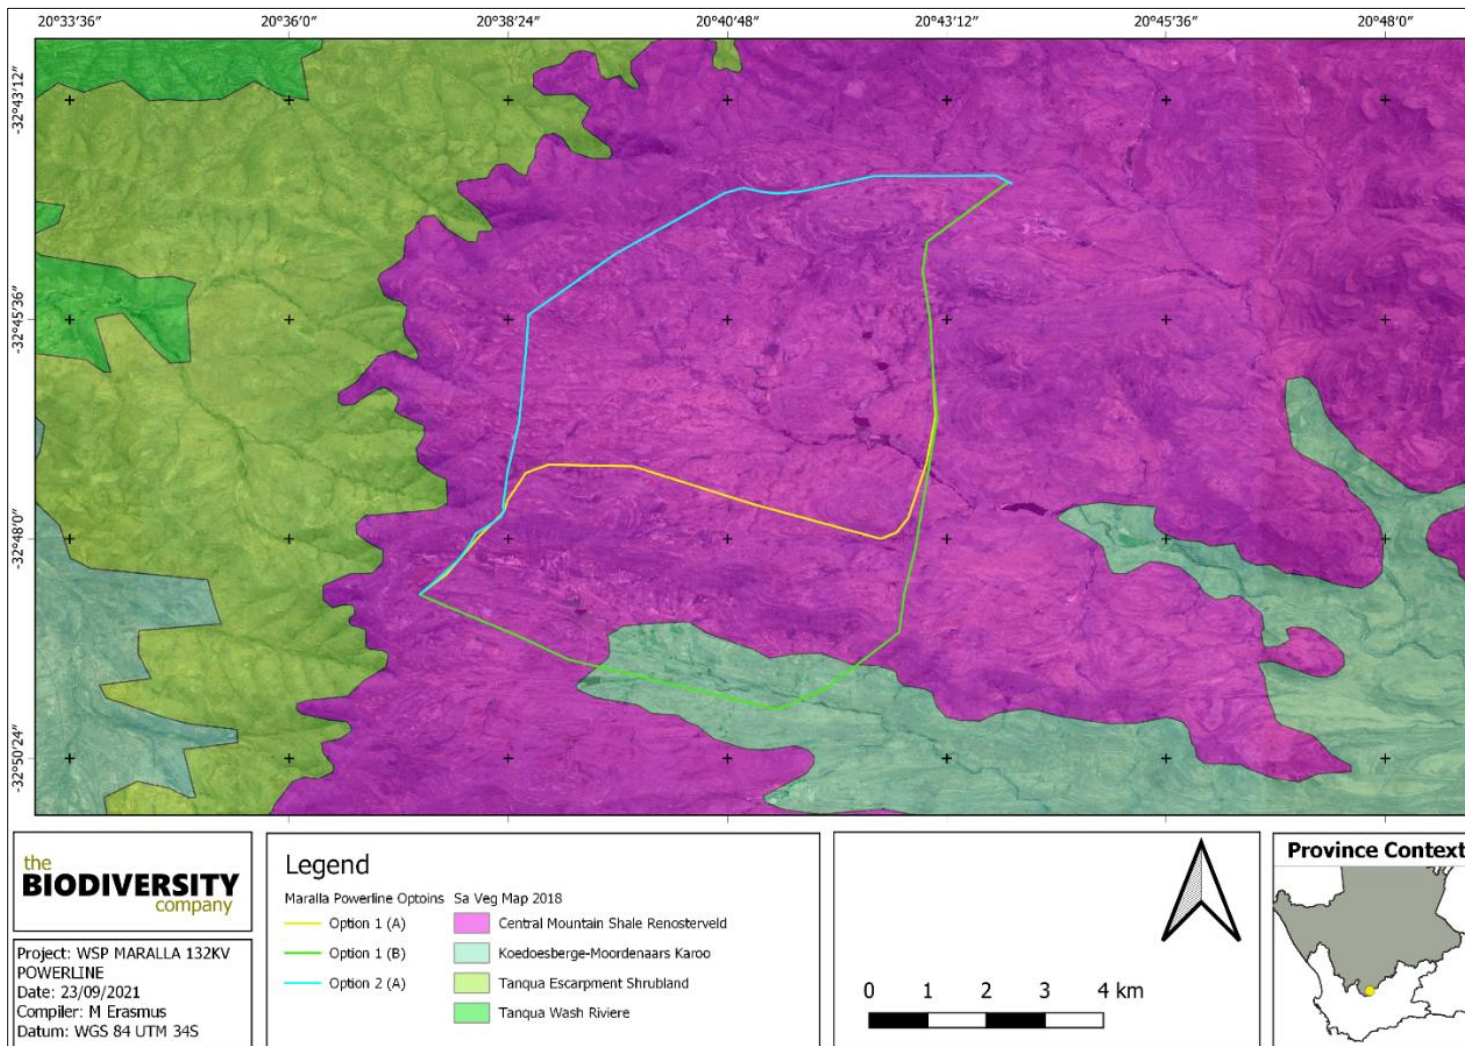 20°33′36″ 20°36′0″ 20°38′24″ 20°40′48″ 20°43′12″ 20°45′36″ 20°48′0″
-32°43′12″
-32°45′36″
-32°48′0″
-32°50′24″
the
BIODIVERSITY
company
Project: WSP MARALLA 132KV
POWERLINE
Date: 23/09/2021
Compiler: M Erasmus
Datum: WGS 84 UTM 34S
Legend
Maralla Powerline Optoins Sa Veg Map 2018
Option 1 (A) Central Mountain Shale Renosterveld
Option 1 (B) Koedoesberge-Moordenaars Karoo
Option 2 (A) Tanqua Escarpment Shrubland
Tanqua Wash Riviere
0 1 2 3 4 km
Province Context